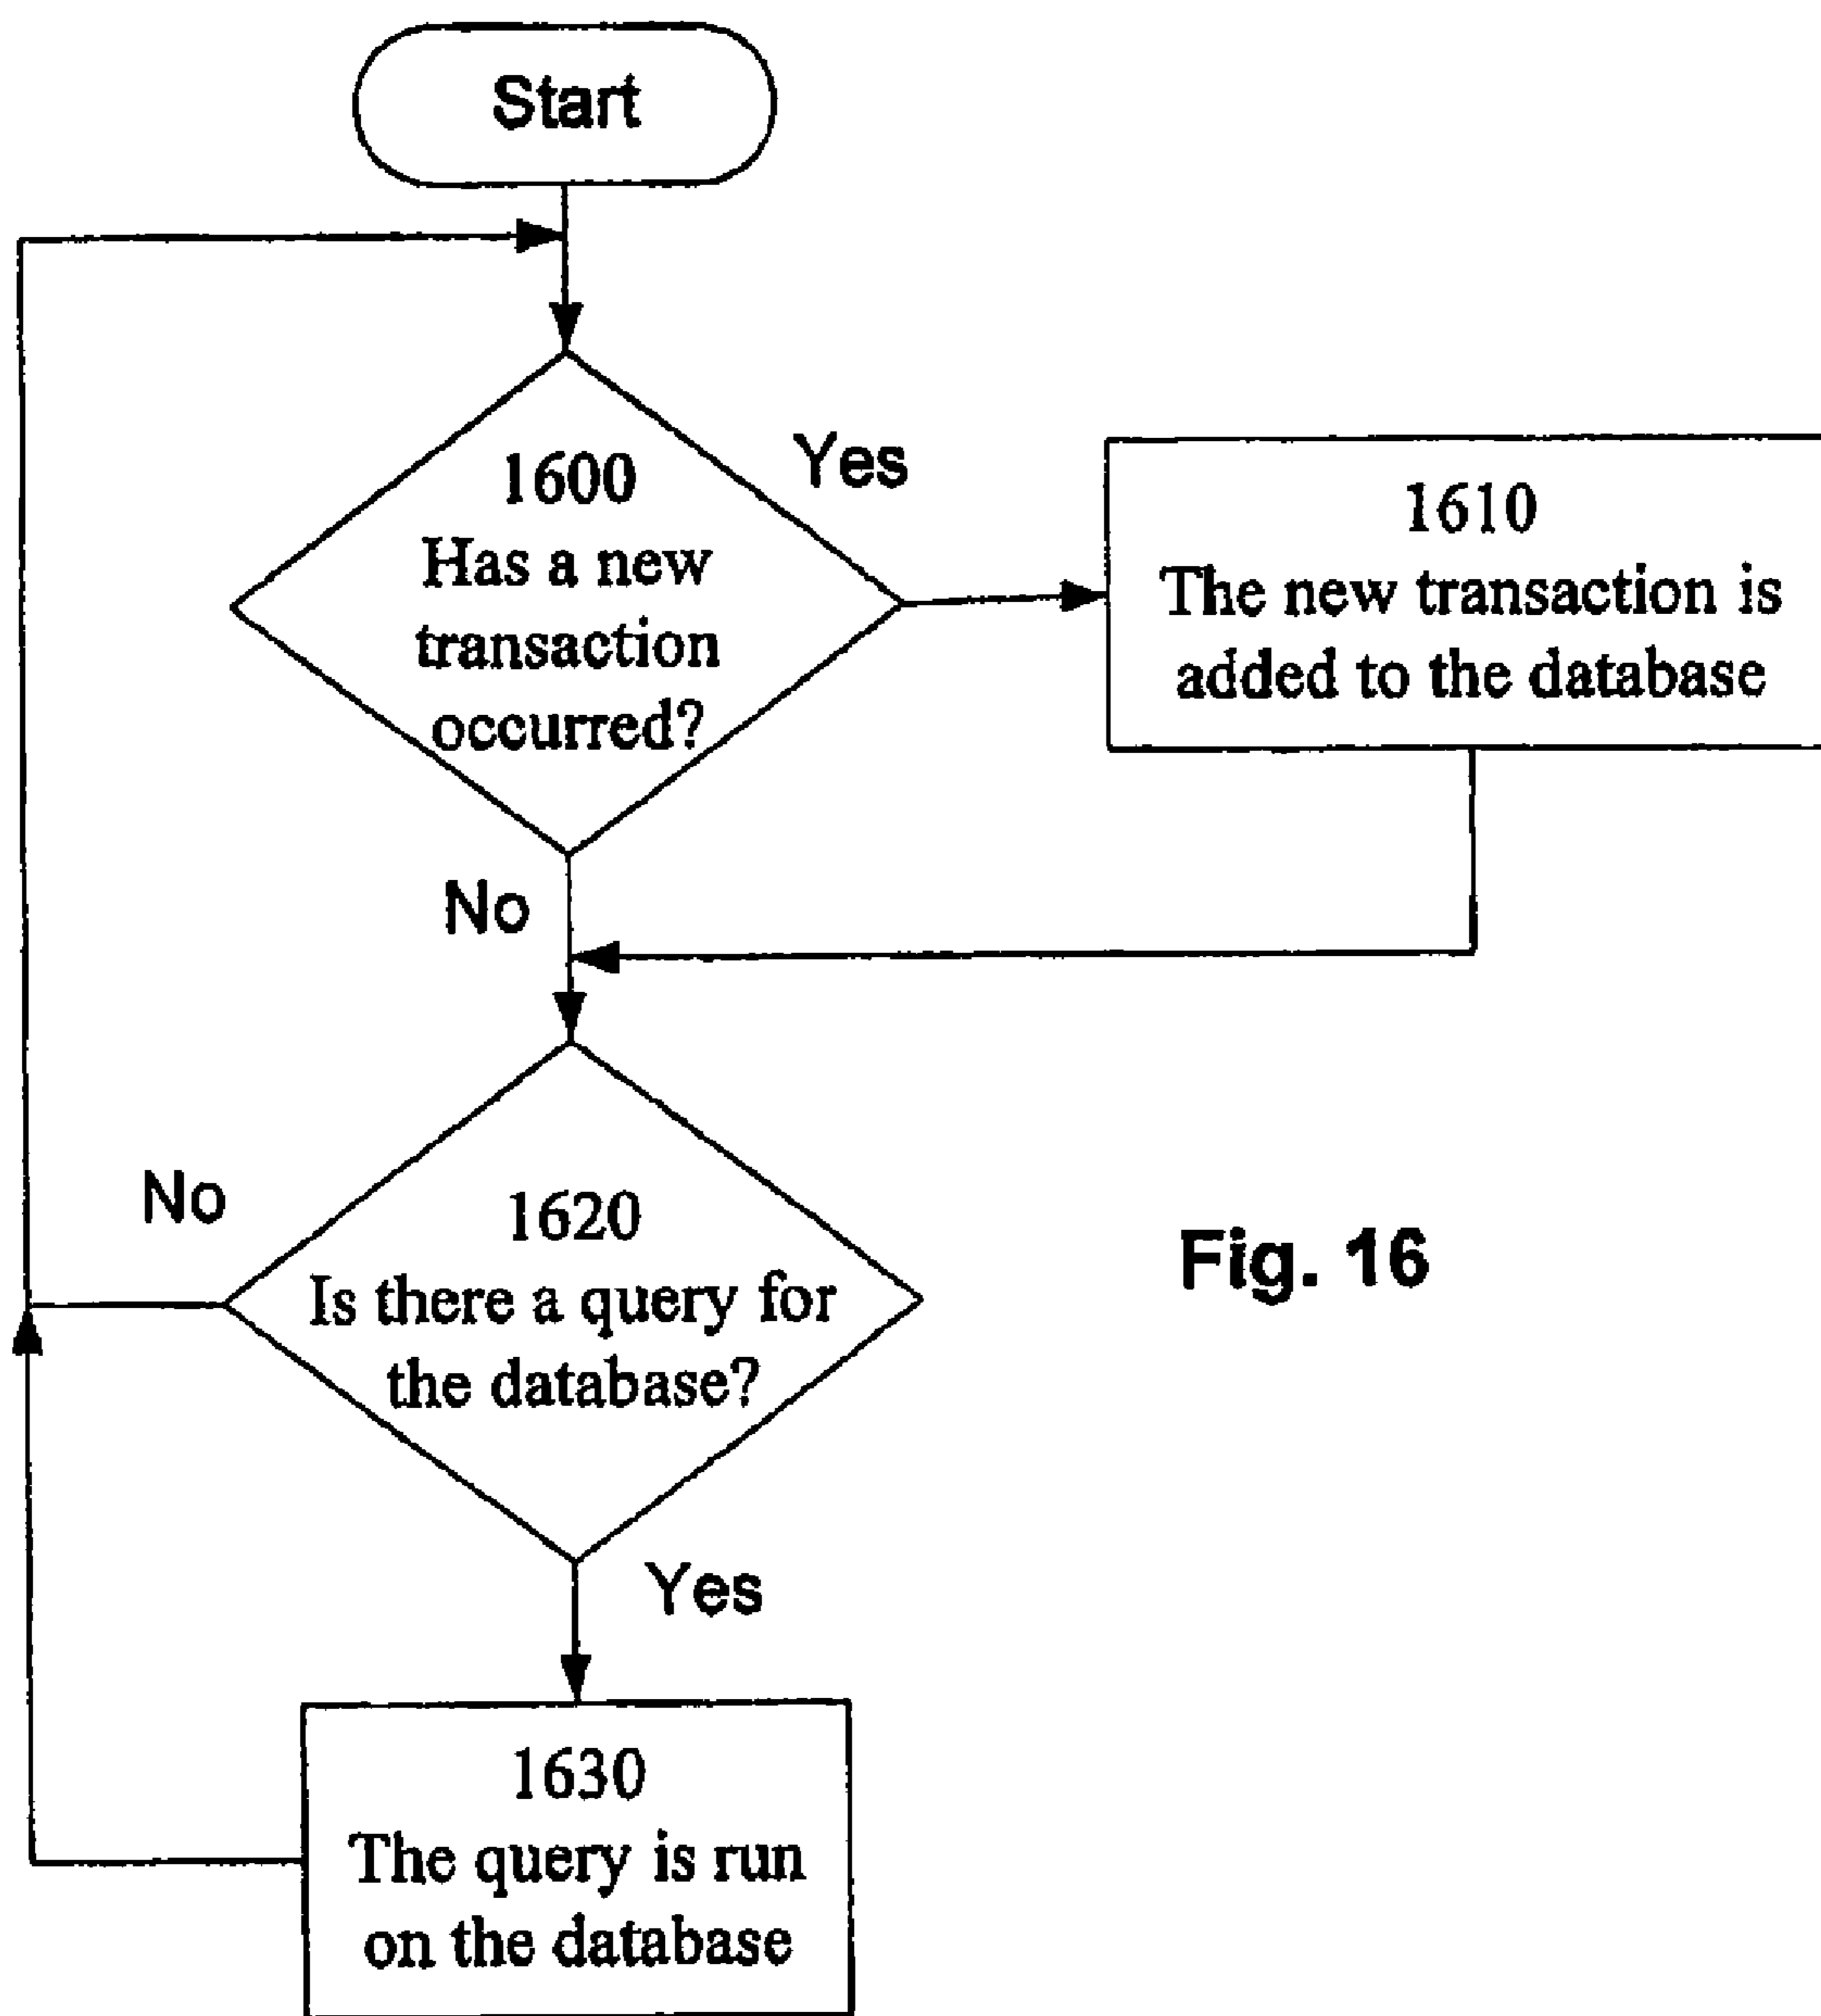 Start
1600
Has a new
transaction
occurred?
Yes
1610
The new transaction is
added to the database
No
1620
Is there a query for
the database?
No
Yes
1630
The query is run
on the database
Fig. 16